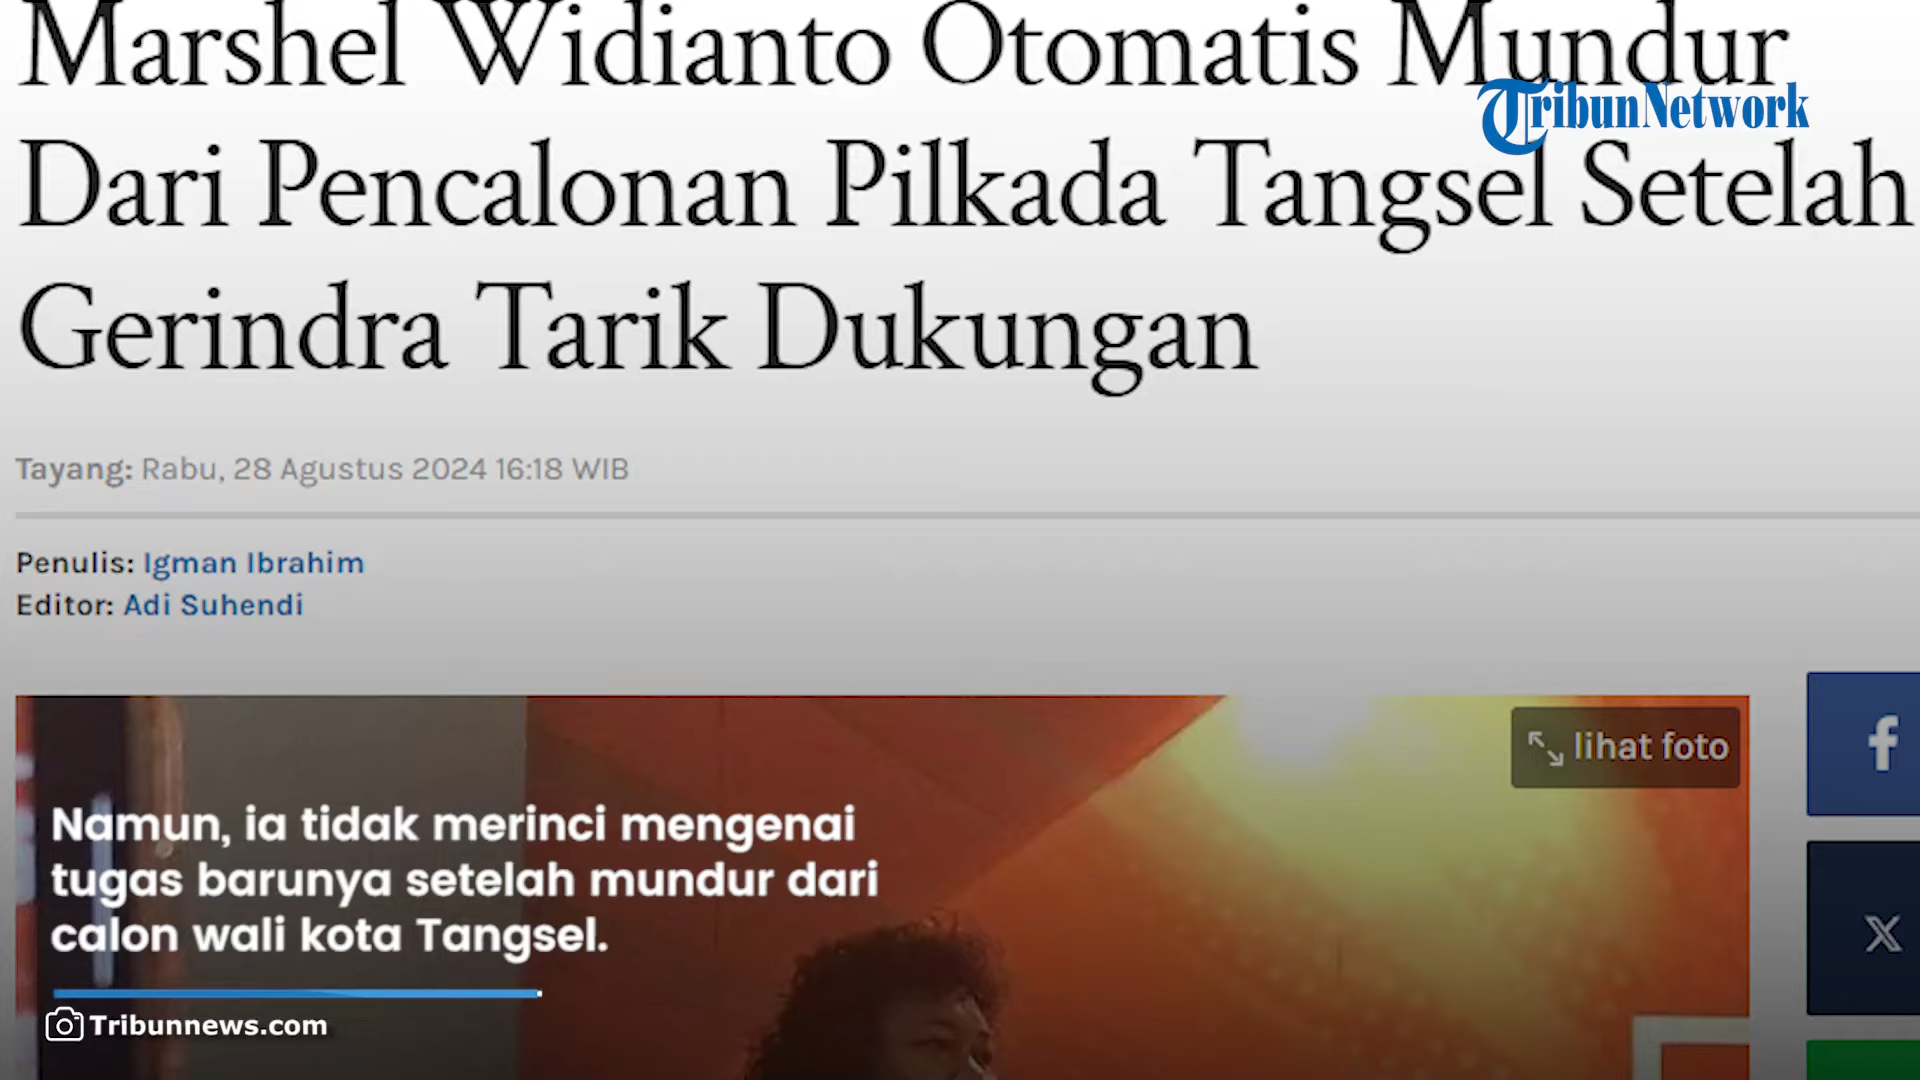 Marshel Widianto Otomatis Mundur
TribunNetwork
Dari Pencalonan Pilkada Tangsel Setelah
Gerindra Tarik Dukungan
Tayang: Rabu, 28 Agustus 2024 16:18 WIB
Penulis: Igman Ibrahim
Editor: Adi Suhendi
lihat foto
Namun, ia tidak merinci mengenai
tugas barunya setelah mundur dari
calon wali kota Tangsel.
Tribunnews.com